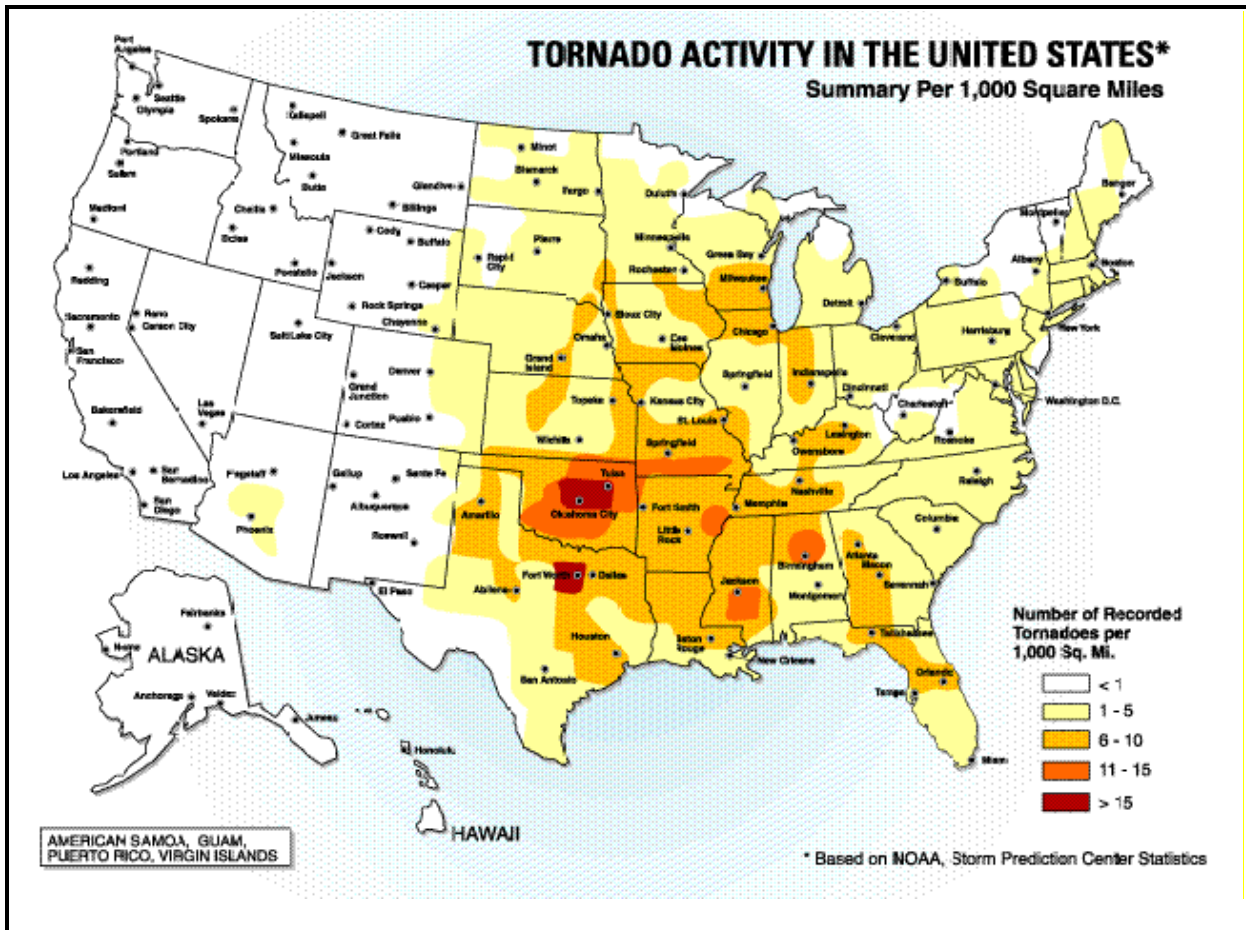 TORNADO ACTIVITY IN THE UNITED STATES*
Summary Per 1,000 Square Miles
Port
Angeles
Seattle
Olympia
Spokane
Portland
Salem
Medford
Kalispell
Great Falls
Missoula
Butte
Glendive
Billings
Challis
Boise
Pocatello
Cody
Buffalo
Jackson
Casper
Rock Springs
Cheyenne
Redding
Sacramento
San
Francisco
Reno
Carson City
Salt Lake City
Las
Vegas
Bakersfield
Los Angeles
San
Bernadino
San
Diego
Denver
Grand
Junction
Pueblo
Cortez
Flagstaff
Phoenix
Gallup
Santa Fe
Albuquerque
Roswell
El Paso
Minot
Bismarck
Fargo
Pierre
Rapid
City
Duluth
Minneapolis
Rochester
Green Bay
Milwaukee
Sioux City
Omaha
Grand
Island
Des
Moines
Chicago
Detroit
Topeka
Kansas City
Wichita
St. Louis
Springfield
Springfield
Indianapolis
Cincinnati
Cleveland
Buffalo
Albany
Montpelier
Bangor
Boston
New York
Harrisburg
Washington D.C.
Charleston
Roanoke
Lexington
Owensboro
Nashville
Raleigh
Columbia
Tulsa
Oklahoma City
Amarillo
Fort Smith
Little
Rock
Memphis
Fort Worth
Dallas
Abilene
Houston
San Antonio
Jackson
Baton
Rouge
New Orleans
Birmingham
Montgomery
Atlanta
Macon
Savannah
Tallahassee
Orlando
Tampa
Miami
Fairbanks
Nome
ALASKA
Anchorage
Valdez
Juneau
Honolulu
HAWAII
AMERICAN SAMOA, GUAM,
PUERTO RICO, VIRGIN ISLANDS
Number of Recorded
Tornadoes per
1,000 Sq. Mi.
< 1
1 - 5
6 - 10
11 - 15
> 15
* Based on NOAA, Storm Prediction Center Statistics